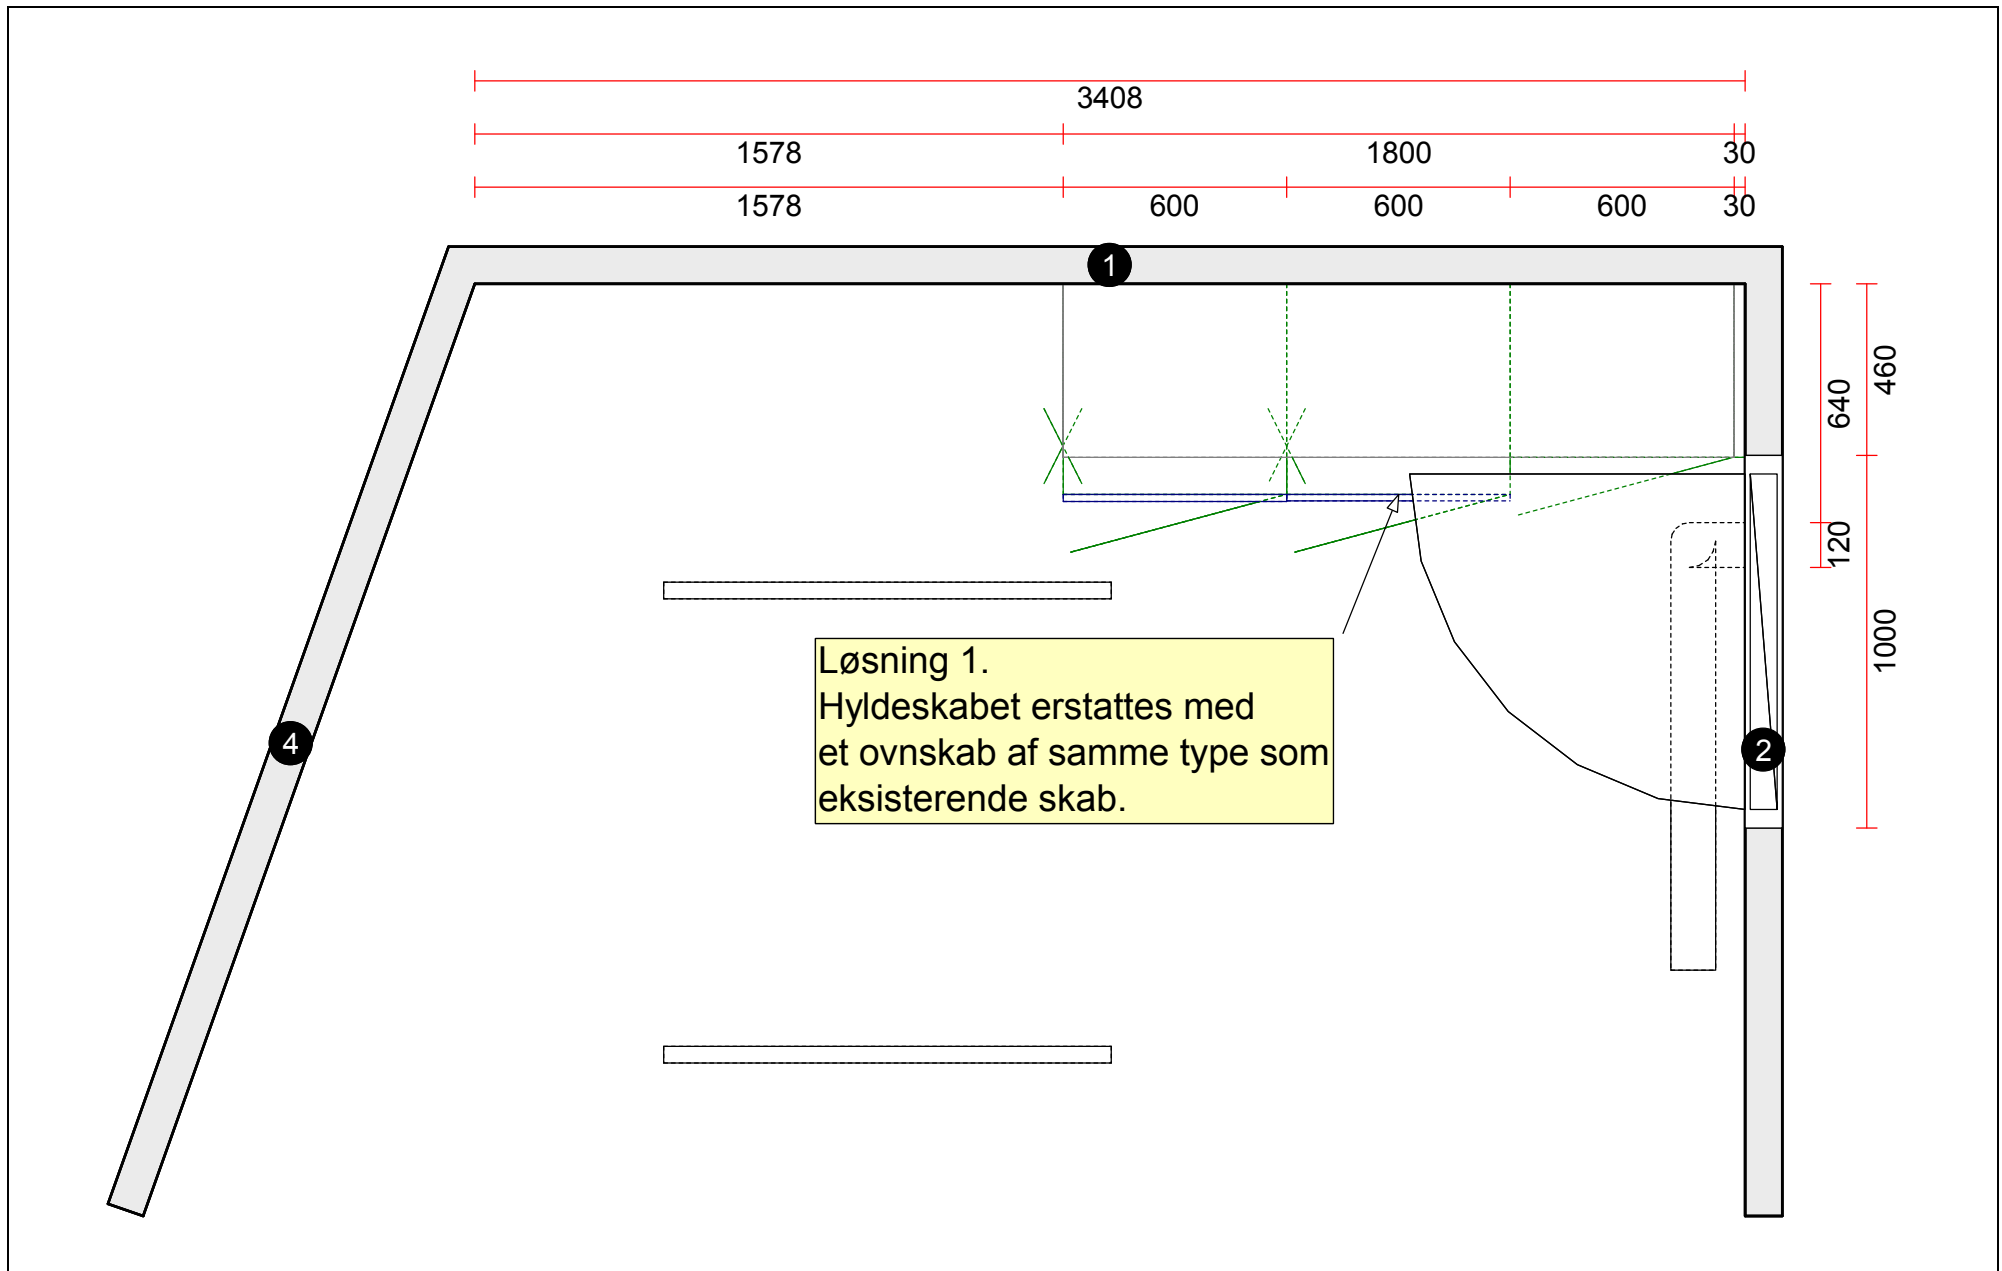 3408
1578 1800 30
1578 600 600 600 30
1
460
640
120
1000
Løsning 1.
Hyldeskabet erstattes med
et ovnskab af samme type som
eksisterende skab.
4
2